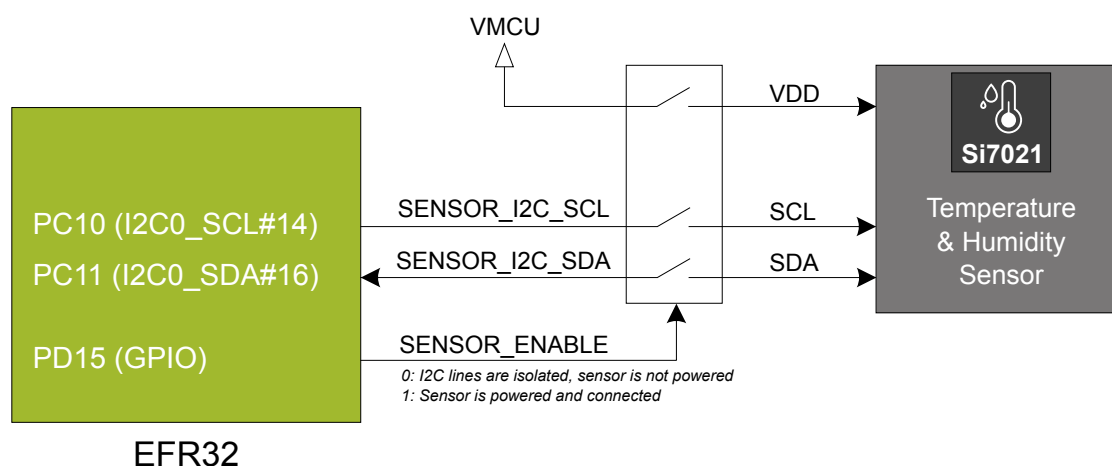 VMCU
VDD
Si7021
PC10 (I2C0_SCL#14)
SENSOR_I2C_SCL
SCL
Temperature
& Humidity
Sensor
PC11 (I2C0_SDA#16)
SENSOR_I2C_SDA
SDA
PD15 (GPIO)
SENSOR_ENABLE
0: I2C lines are isolated, sensor is not powered
1: Sensor is powered and connected
EFR32